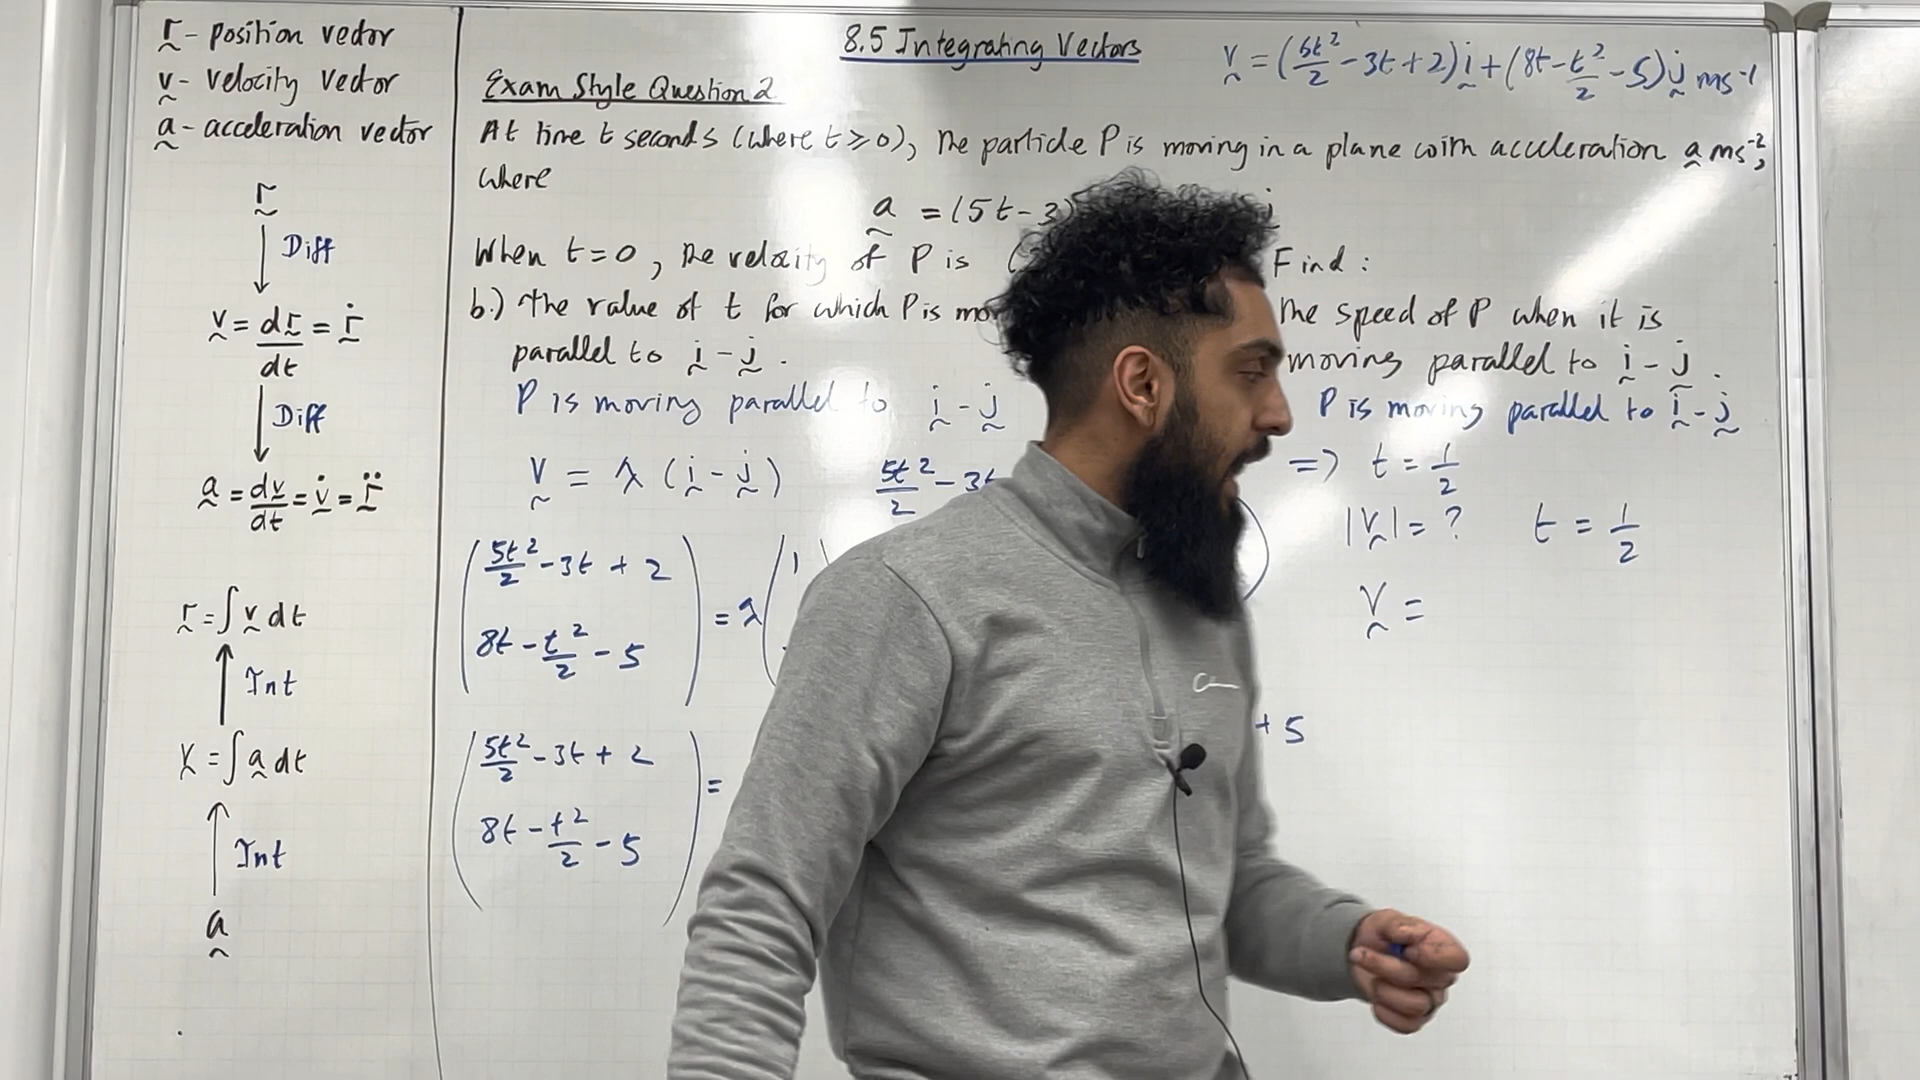 r - position vector
v - velocity vector
a - acceleration vector
r
Diff
v = dr/dt = ṙ
Diff
a = dv/dt = v̇ = r̈
r = ∫ v dt
Int
v = ∫ a dt
Int
a
8.5 Integrating Vectors
v = (5t²/2 - 3t + 2)i + (8t - t²/2 - 5)j ms⁻¹
Exam Style Question 2
At time t seconds (where t ≥ 0), the particle P is moving in a plane with acceleration a ms⁻²,
where
a = (5t - 3)
When t = 0, the velocity of P is ( Find :
b.) the value of t for which P is
parallel to i - j .
P is moving parallel to i - j
v = λ (i - j)
5t²/2 - 3t
(5t²/2 - 3t + 2
8t - t²/2 - 5) = λ (1
(5t²/2 - 3t + 2
8t - t²/2 - 5) =
+ 5
the speed of P when it is
moving parallel to i - j .
P is moving parallel to i - j
=> t = 1/2
|v| = ? t = 1/2
v =